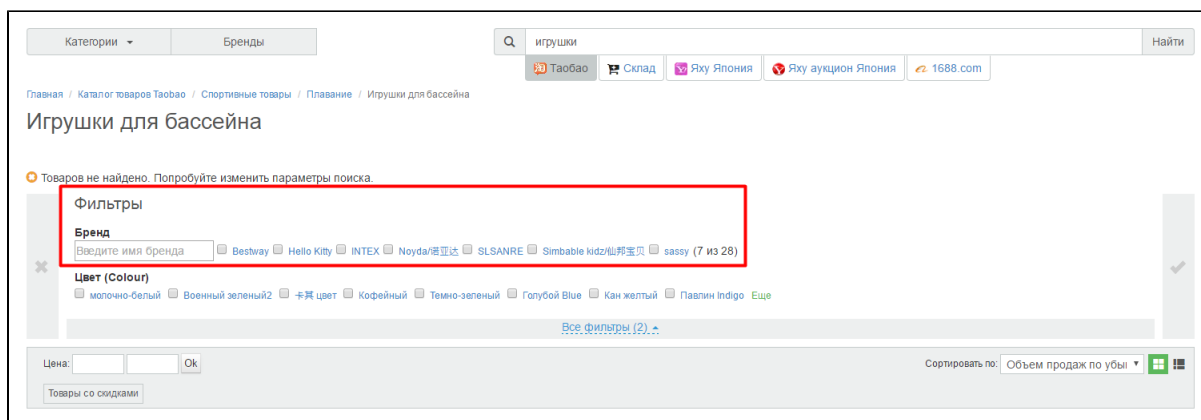 Категории Бренды игрушки Найти
Таобао Склад Яху Япония Яху аукцион Япония 1688.com
Главная / Каталог товаров Taobao / Спортивные товары / Плавание / Игрушки для бассейна
Игрушки для бассейна
Товаров не найдено. Попробуйте изменить параметры поиска.
Фильтры
Бренд
Введите имя бренда Bestway Hello Kitty INTEX Noyda/诺亚达 SLSANRE Simbable kidz/仙邦宝贝 sassy (7 из 28)
Цвет (Colour)
молочно-белый Военный зеленый2 卡其 цвет Кофейный Темно-зеленый Голубой Blue Кан желтый Павлин Indigo Еще
Все фильтры (2)
Цена: Ok Сортировать по: Объем продаж по убы
Товары со скидками